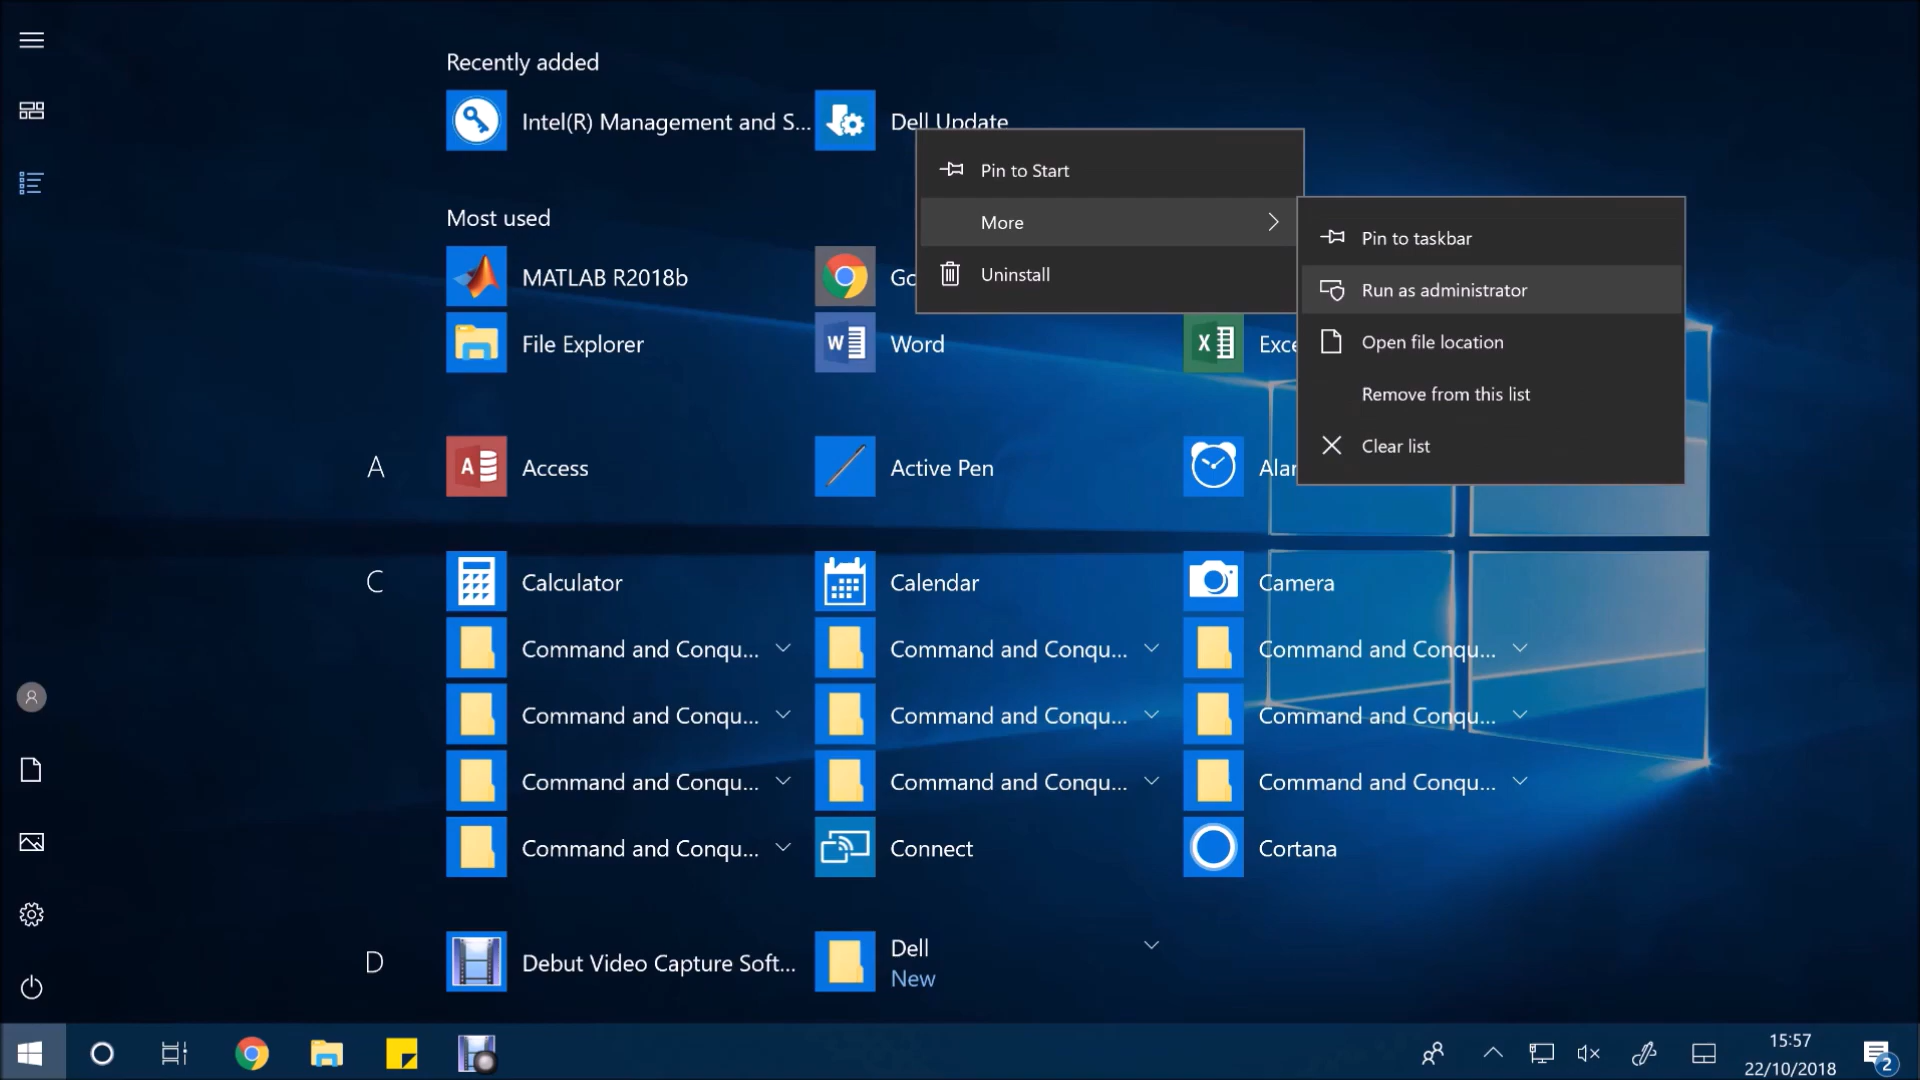 Recently added
Intel(R) Management and S...
Dell Update
Pin to Start
More
Uninstall
Pin to taskbar
Run as administrator
Open file location
Remove from this list
Clear list
Most used
MATLAB R2018b
Go
File Explorer
Word
Exce
A
Access
Active Pen
Alar
C
Calculator
Calendar
Camera
Command and Conqu...
Command and Conqu...
Command and Conqu...
Command and Conqu...
Command and Conqu...
Command and Conqu...
Command and Conqu...
Command and Conqu...
Command and Conqu...
Command and Conqu...
Connect
Cortana
D
Debut Video Capture Soft...
Dell
New
15:57
22/10/2018
2